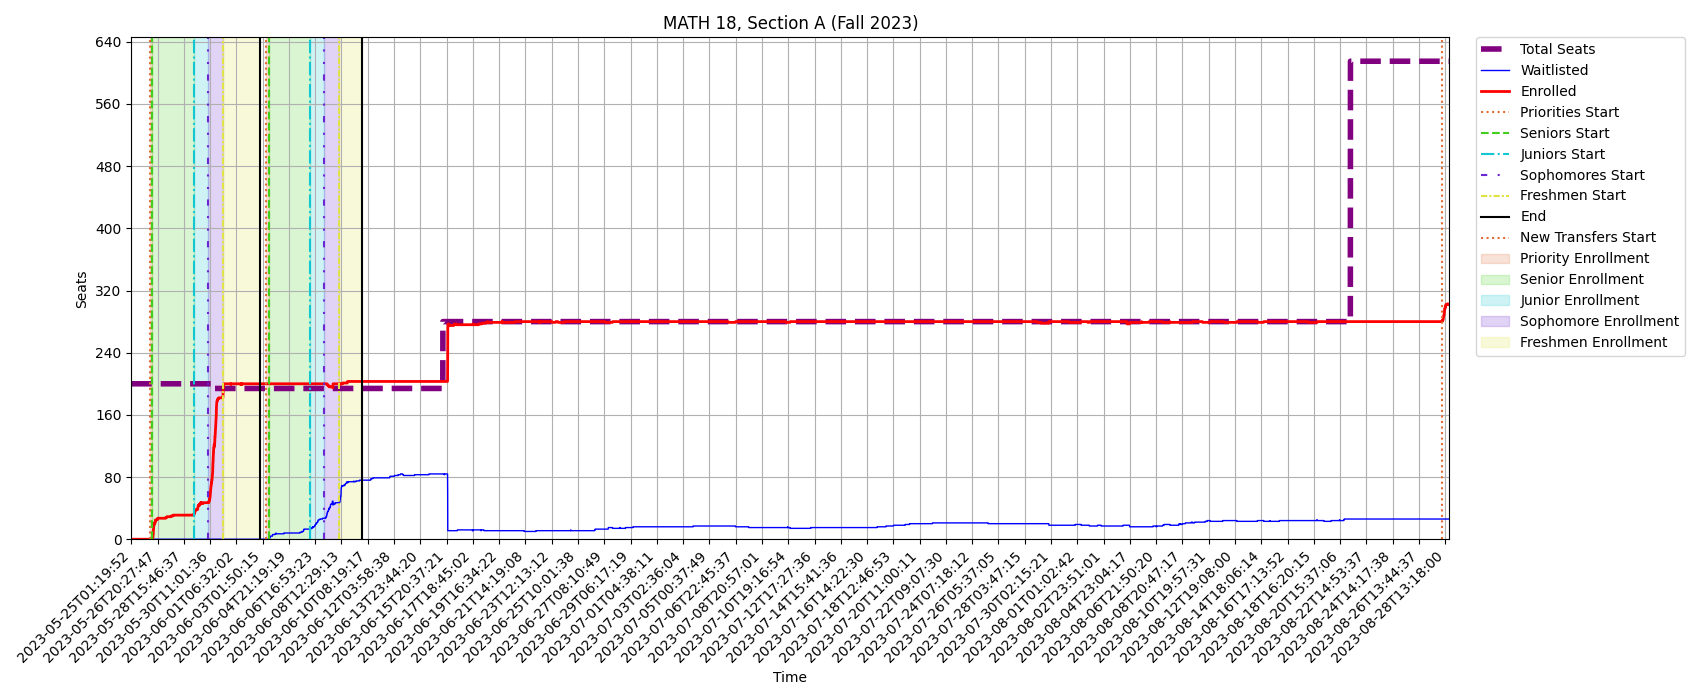 MATH 18, Section A (Fall 2023)
640
560
480
400
320
240
160
80
0
Seats
2023-05-25T01:19:52
2023-05-26T20:27:47
2023-05-28T15:46:37
2023-05-30T11:01:36
2023-06-01T06:32:02
2023-06-03T01:50:15
2023-06-04T21:19:19
2023-06-06T16:53:23
2023-06-08T12:29:13
2023-06-10T08:19:17
2023-06-12T03:58:38
2023-06-13T23:44:20
2023-06-15T20:37:21
2023-06-17T18:45:02
2023-06-19T16:34:22
2023-06-21T14:19:08
2023-06-23T12:13:12
2023-06-25T10:01:38
2023-06-27T08:10:49
2023-06-29T06:17:19
2023-07-01T04:38:11
2023-07-03T02:36:04
2023-07-05T00:37:49
2023-07-06T22:45:37
2023-07-08T20:57:01
2023-07-10T19:16:54
2023-07-12T17:27:36
2023-07-14T15:41:36
2023-07-16T14:22:30
2023-07-18T12:46:53
2023-07-20T11:00:11
2023-07-22T09:07:30
2023-07-24T07:18:12
2023-07-26T05:37:05
2023-07-28T03:47:15
2023-07-30T02:15:21
2023-08-01T01:02:42
2023-08-02T23:51:01
2023-08-04T23:04:17
2023-08-06T21:50:20
2023-08-08T20:47:17
2023-08-10T19:57:31
2023-08-12T19:08:00
2023-08-14T18:06:14
2023-08-16T17:13:52
2023-08-18T16:20:15
2023-08-20T15:37:06
2023-08-22T14:53:37
2023-08-24T14:17:38
2023-08-26T13:44:37
2023-08-28T13:18:00
Time
Total Seats
Waitlisted
Enrolled
Priorities Start
Seniors Start
Juniors Start
Sophomores Start
Freshmen Start
End
New Transfers Start
Priority Enrollment
Senior Enrollment
Junior Enrollment
Sophomore Enrollment
Freshmen Enrollment